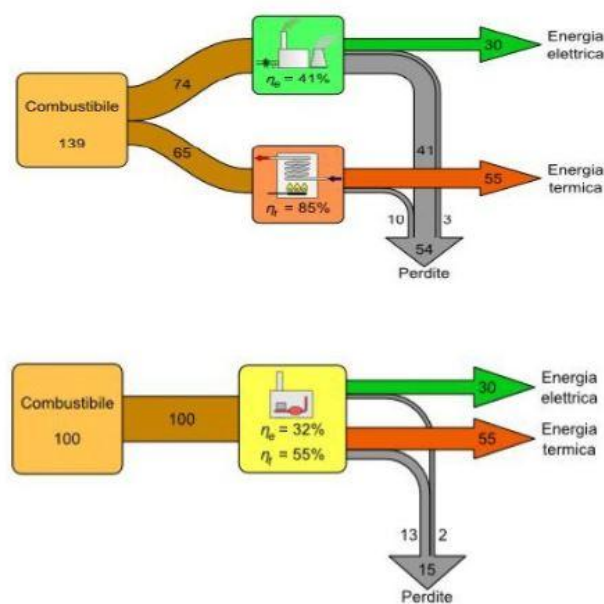 Combustibile
139
74
65
ηe = 41%
30
Energia
elettrica
41
ηt = 85%
55
Energia
termica
10
3
54
Perdite
Combustibile
100
100
ηe = 32%
ηt = 55%
30
Energia
elettrica
55
Energia
termica
13
2
15
Perdite